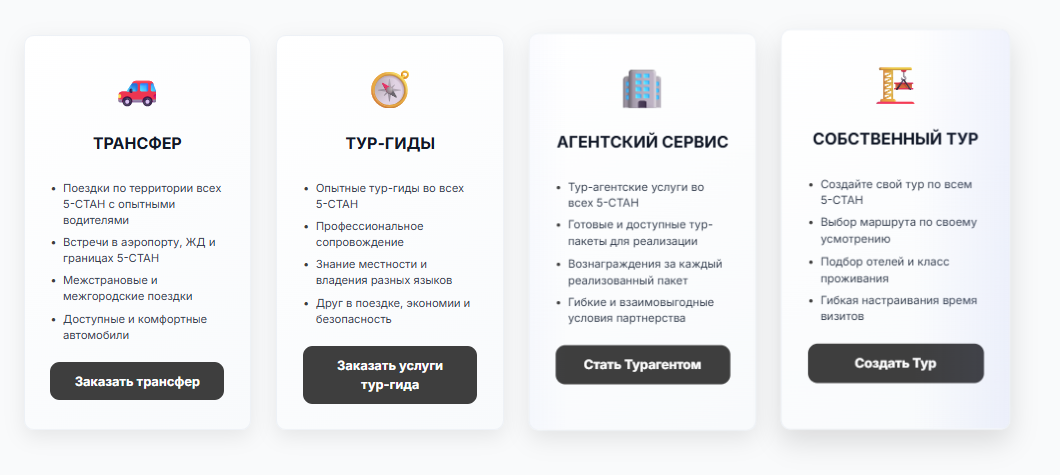 ТРАНСФЕР
• Поездки по территории всех
5-СТАН с опытными
водителями
• Встречи в аэропорту, ЖД и
границах 5-СТАН
• Межстрановые и
межгородские поездки
• Доступные и комфортные
автомобили
Заказать трансфер
ТУР-ГИДЫ
• Опытные тур-гиды во всех
5-СТАН
• Профессиональное
сопровождение
• Знание местности и
владения разных языков
• Друг в поездке, экономии и
безопасность
Заказать услуги
тур-гида
АГЕНТСКИЙ СЕРВИС
• Тур-агентские услуги во
всех 5-СТАН
• Готовые и доступные тур-
пакеты для реализации
• Вознаграждения за каждый
реализованный пакет
• Гибкие и взаимовыгодные
условия партнерства
Стать Турагентом
СОБСТВЕННЫЙ ТУР
• Создайте свой тур по всем
5-СТАН
• Выбор маршрута по своему
усмотрению
• Подбор отелей и класс
проживания
• Гибкая настраивания время
визитов
Создать Тур